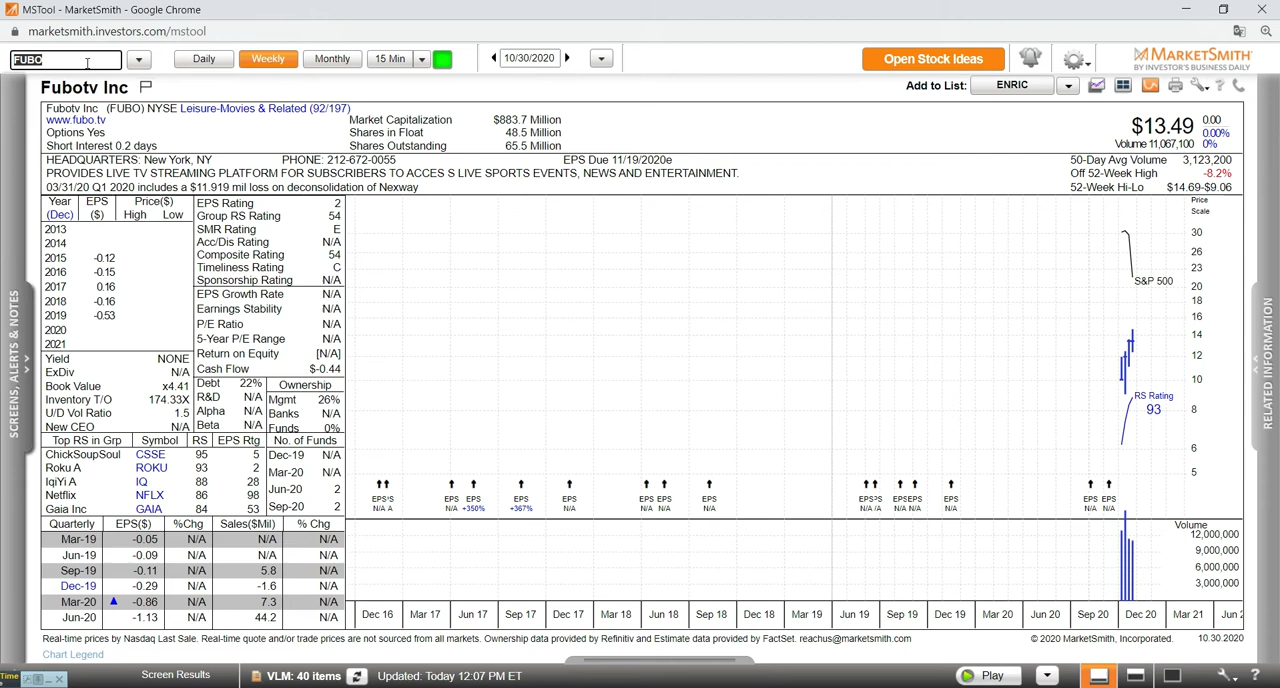 MSTool - MarketSmith - Google Chrome
marketsmith.investors.com/mstool
FUBO
Daily
Weekly
Monthly
15 Min
10/30/2020
Open Stock Ideas
MARKETSMITH
BY INVESTOR'S BUSINESS DAILY
Fubotv Inc
Add to List:
ENRIC
Fubotv Inc (FUBO) NYSE Leisure-Movies & Related (92/197)
www.fubo.tv
Market Capitalization $883.7 Million
Options Yes
Shares in Float 48.5 Million
Short Interest 0.2 days
Shares Outstanding 65.5 Million
$13.49 0.00
0.00%
Volume 11,067,100 0%
HEADQUARTERS: New York, NY PHONE: 212-672-0055 EPS Due 11/19/2020e
PROVIDES LIVE TV STREAMING PLATFORM FOR SUBSCRIBERS TO ACCES S LIVE SPORTS EVENTS, NEWS AND ENTERTAINMENT.
03/31/20 Q1 2020 includes a $11.919 mil loss on deconsolidation of Nexway
50-Day Avg Volume 3,123,200
Off 52-Week High -8.2%
52-Week Hi-Lo $14.69-$9.06
Year EPS Price($)
(Dec) ($) High Low
2013
2014
2015 -0.12
2016 -0.15
2017 0.16
2018 -0.16
2019 -0.53
2020
2021
EPS Rating 2
Group RS Rating 54
SMR Rating E
Acc/Dis Rating N/A
Composite Rating 54
Timeliness Rating C
Sponsorship Rating N/A
EPS Growth Rate N/A
Earnings Stability N/A
P/E Ratio N/A
5-Year P/E Range N/A
Return on Equity [N/A]
Cash Flow $-0.44
Yield NONE
ExDiv N/A
Book Value x4.41
Inventory T/O 174.33X
U/D Vol Ratio 1.5
New CEO N/A
Debt 22%
R&D N/A
Alpha N/A
Beta N/A
Ownership
Mgmt 26%
Banks N/A
Funds 0%
Top RS in Grp Symbol RS EPS Rtg
ChickSoupSoul CSSE 95 5
Roku A ROKU 93 2
IqiYi A IQ 88 28
Netflix NFLX 86 98
Gaia Inc GAIA 84 53
No. of Funds
Dec-19 N/A
Mar-20 N/A
Jun-20 2
Sep-20 2
Quarterly EPS($) %Chg Sales($Mil) % Chg
Mar-19 -0.05 N/A N/A N/A
Jun-19 -0.09 N/A N/A N/A
Sep-19 -0.11 N/A 5.8 N/A
Dec-19 -0.29 N/A -1.6 N/A
Mar-20 -0.86 N/A 7.3 N/A
Jun-20 -1.13 N/A 44.2 N/A
Price
Scale
30
26
23
20
18
16
14
12
10
8
6
5
S&P 500
RS Rating
93
EPS EPS EPS EPS EPS EPS EPS EPS EPS
N/A N/A +350% +367% N/A N/A N/A N/A N/A N/A N/A N/A N/A N/A
Volume
12,000,000
9,000,000
6,000,000
3,000,000
Dec 16 Mar 17 Jun 17 Sep 17 Dec 17 Mar 18 Jun 18 Sep 18 Dec 18 Mar 19 Jun 19 Sep 19 Dec 19 Mar 20 Jun 20 Sep 20 Dec 20 Mar 21
Real-time prices by Nasdaq Last Sale. Real-time quote and/or trade prices are not sourced from all markets. Ownership data provided by Refinitiv and Estimate data provided by FactSet. reachus@marketsmith.com
© 2020 MarketSmith, Incorporated. 10.30.2020
Chart Legend
SCREENS, ALERTS & NOTES
RELATED INFORMATION
Time
Screen Results
VLM: 40 items
Updated: Today 12:07 PM ET
Play